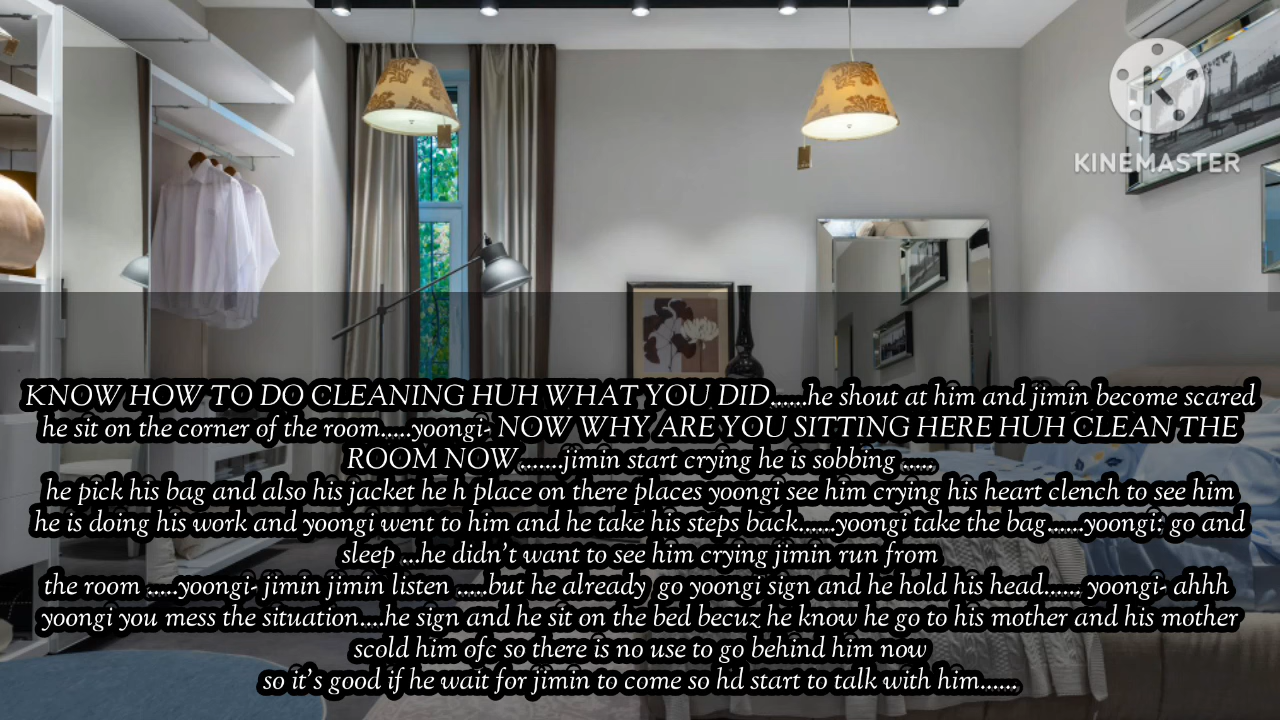 KINEMASTER
KNOW HOW TO DO CLEANING HUH WHAT YOU DID......he shout at him and jimin become scared
he sit on the corner of the room.....yoongi- NOW WHY ARE YOU SITTING HERE HUH CLEAN THE
ROOM NOW.......jimin start crying he is sobbing .....
he pick his bag and also his jacket he h place on there places yoongi see him crying his heart clench to see him
he is doing his work and yoongi went to him and he take his steps back......yoongi take the bag......yoongi: go and
sleep ...he didn't want to see him crying jimin run from
the room .....yoongi- jimin jimin listen .....but he already go yoongi sign and he hold his head...... yoongi- ahhh
yoongi you mess the situation....he sign and he sit on the bed becuz he know he go to his mother and his mother
scold him ofc so there is no use to go behind him now
so it's good if he wait for jimin to come so hd start to talk with him......